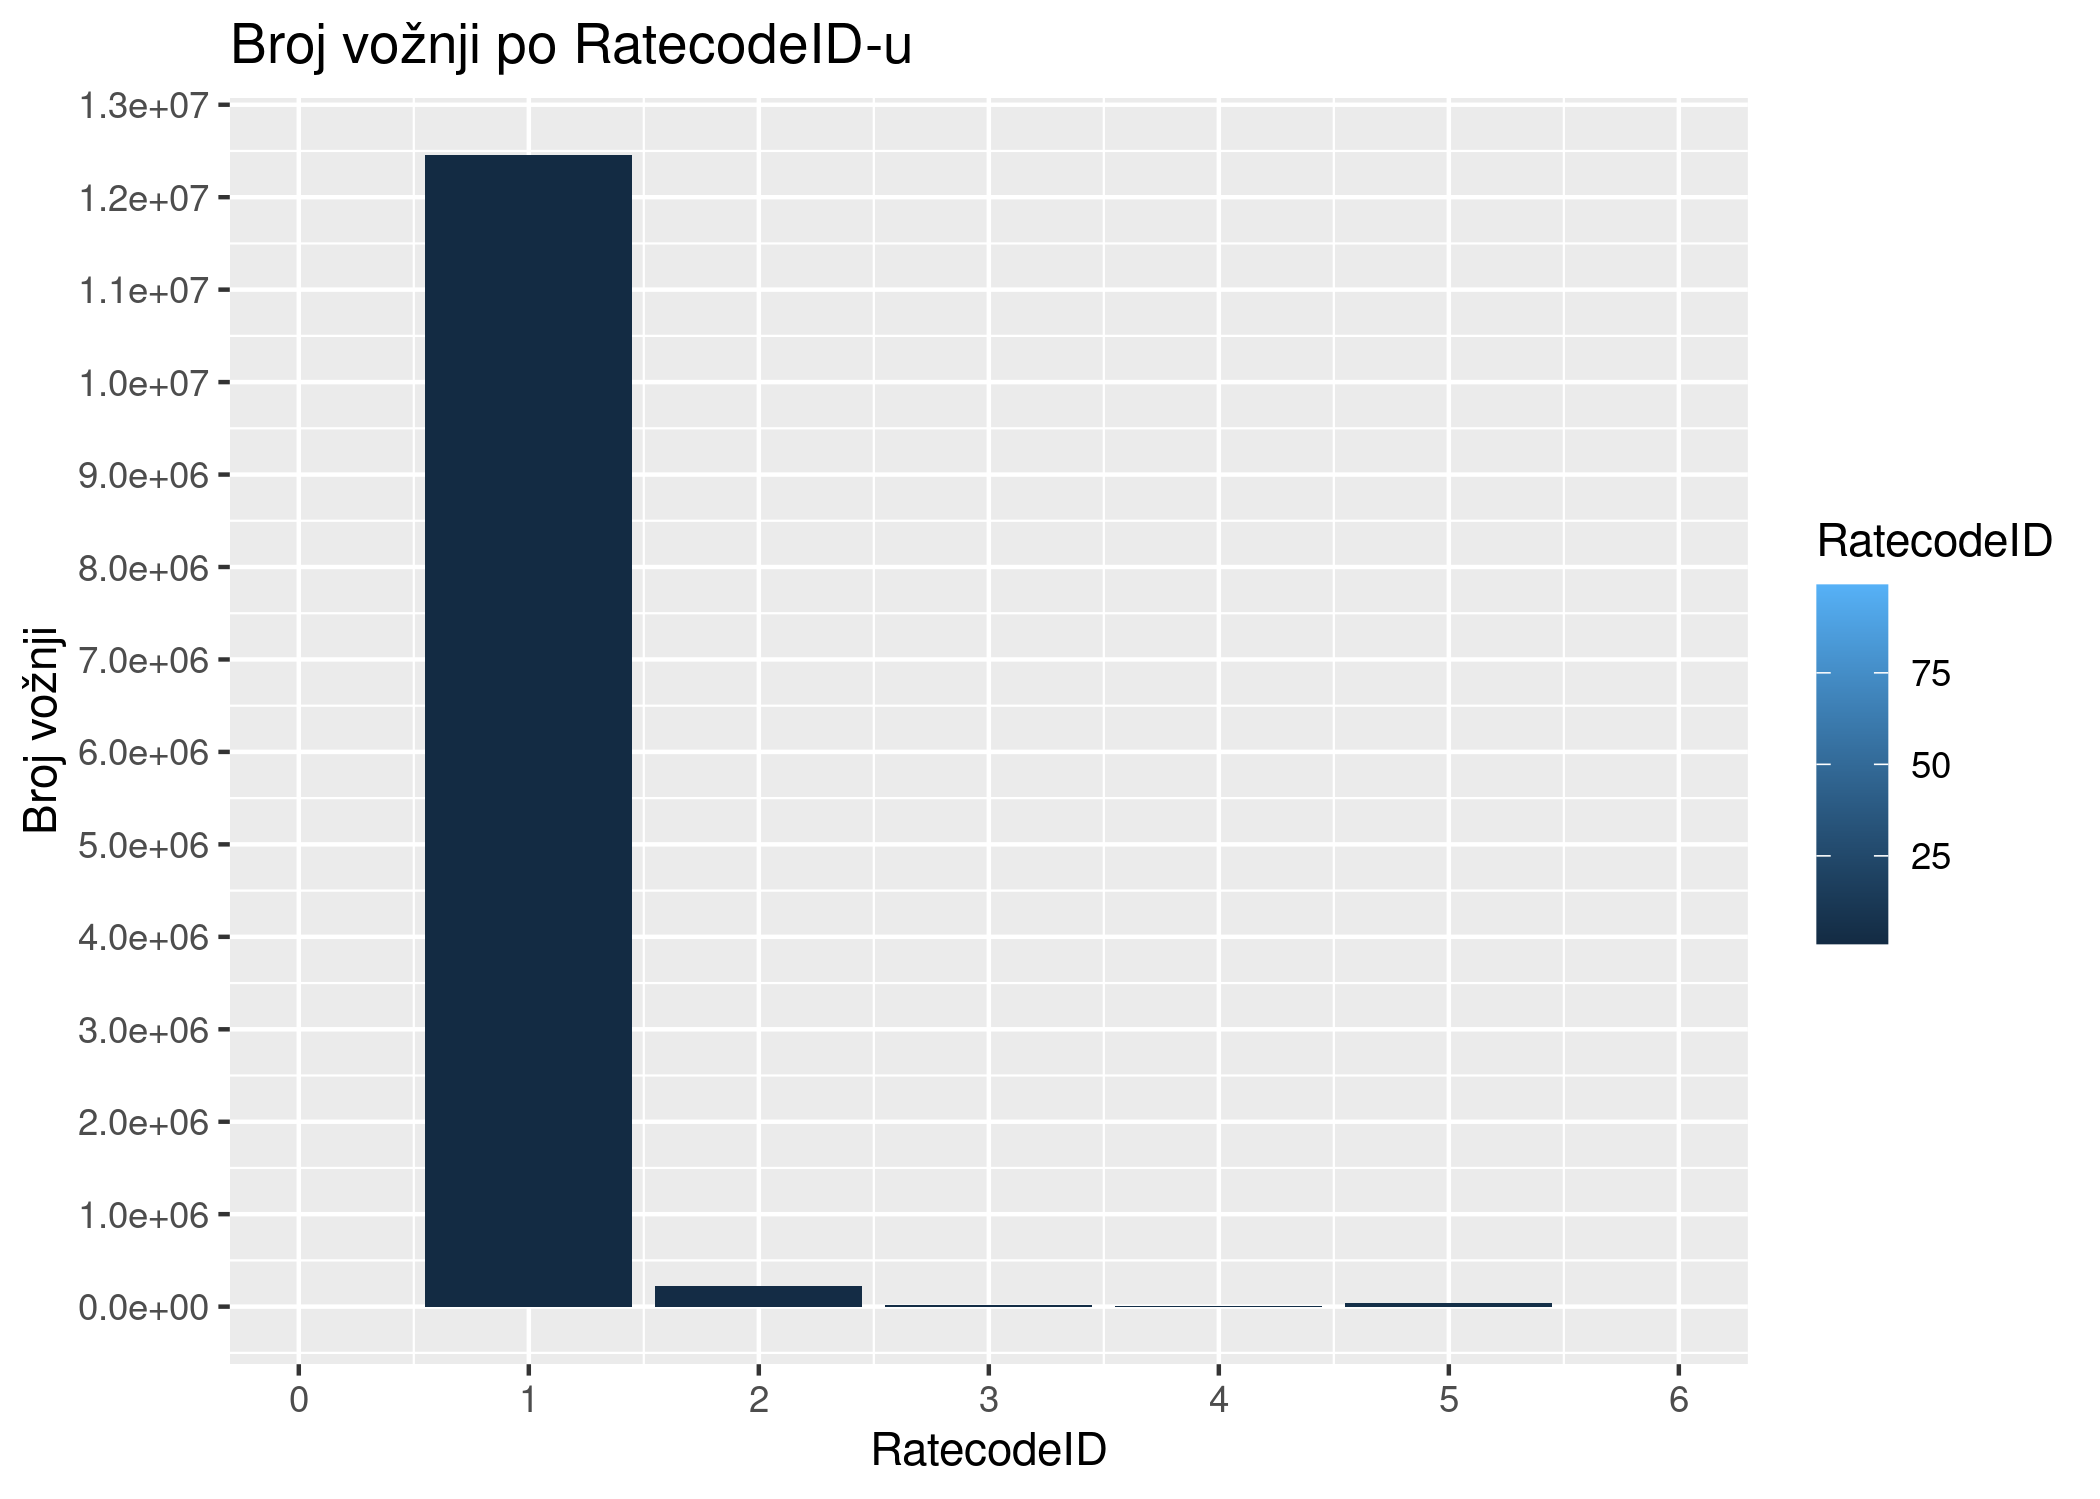 Broj vožnji po RatecodeID-u
1.3e+07
1.2e+07
1.1e+07
1.0e+07
9.0e+06
8.0e+06
7.0e+06
6.0e+06
5.0e+06
4.0e+06
3.0e+06
2.0e+06
1.0e+06
0.0e+00
Broj vožnji
0 1 2 3 4 5 6
RatecodeID
RatecodeID
75
50
25